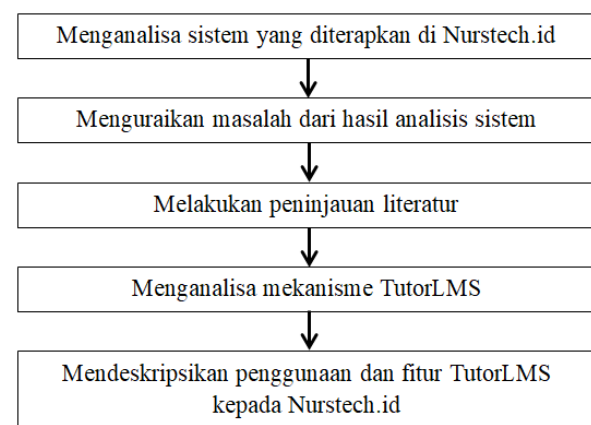 Menganalisa sistem yang diterapkan di Nurstech.id
Menguraikan masalah dari hasil analisis sistem
Melakukan peninjauan literatur
Menganalisa mekanisme TutorLMS
Mendeskripsikan penggunaan dan fitur TutorLMS
kepada Nurstech.id